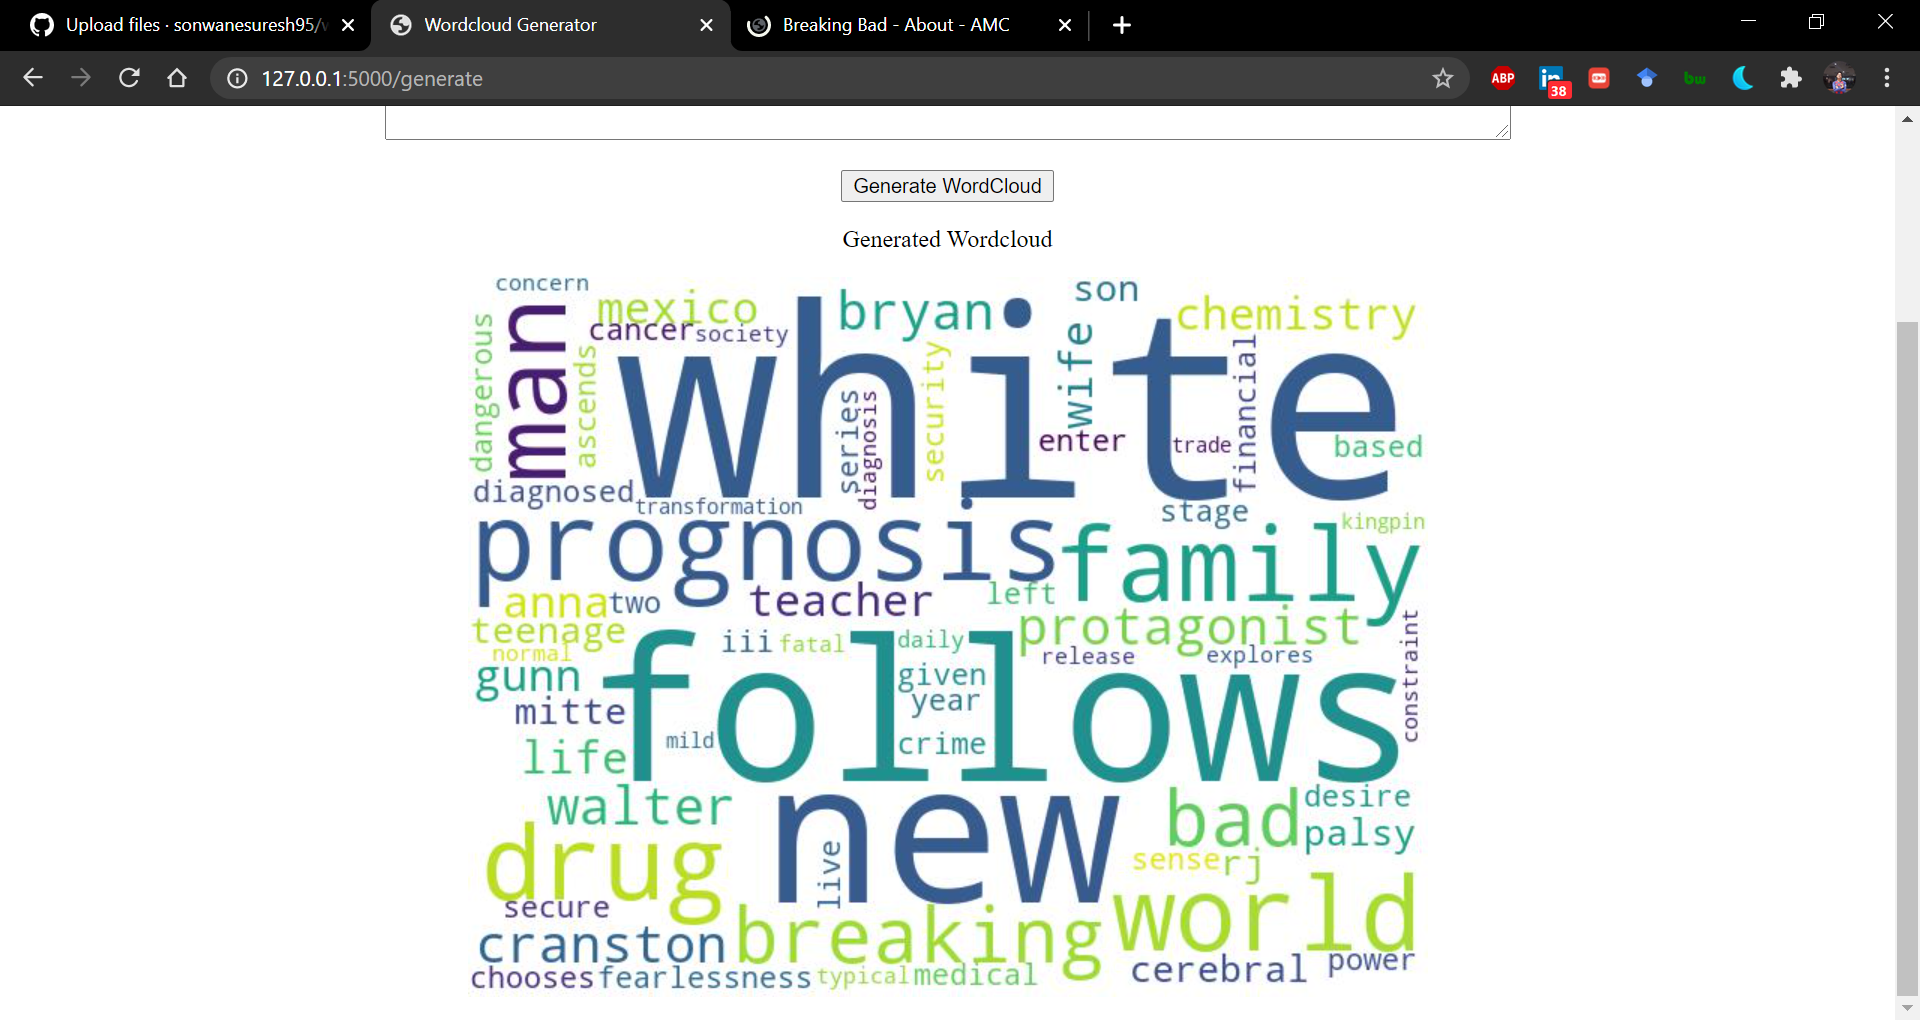 Upload files · sonwanesuresh95/
Wordcloud Generator
Breaking Bad - About - AMC
127.0.0.1:5000/generate
ABP
in
38
bw
Generate WordCloud
Generated Wordcloud
concern
mexico
bryan
son
chemistry
man
cancer
society
white
wife
dangerous
ascends
series
diagnosis
security
enter
trade
financial
based
diagnosed
transformation
stage
kingpin
prognosis
family
anna
two
teacher
left
teenage
iii
fatal
daily
protagonist
normal
release
explores
constraint
gunn
follows
given
mitte
year
mild
crime
life
walter
new
bad
desire
palsy
drug
live
sense
rj
secure
breaking
world
cranston
chooses
fearlessness
typical
medical
cerebral
power